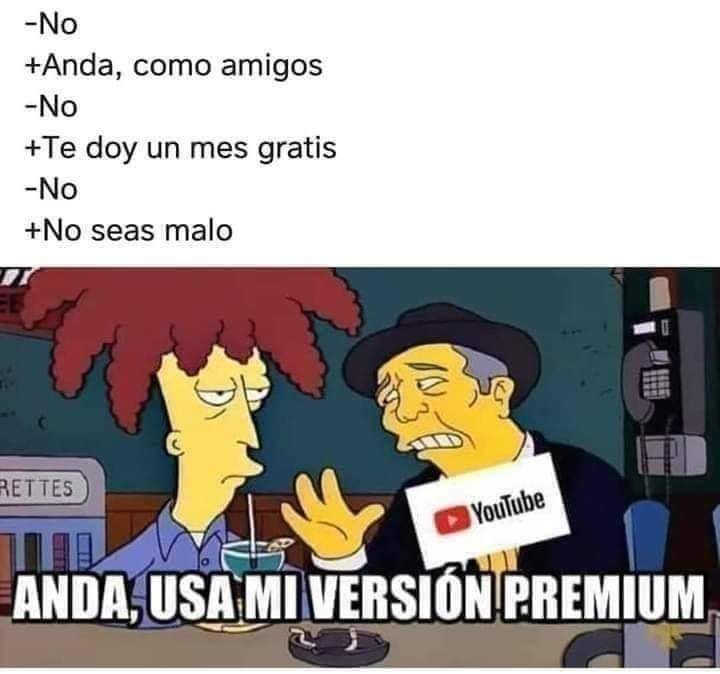 -No
+Anda, como amigos
-No
+Te doy un mes gratis
-No
+No seas malo
RETTES
YouTube
ANDA, USA MI VERSIÓN PREMIUM